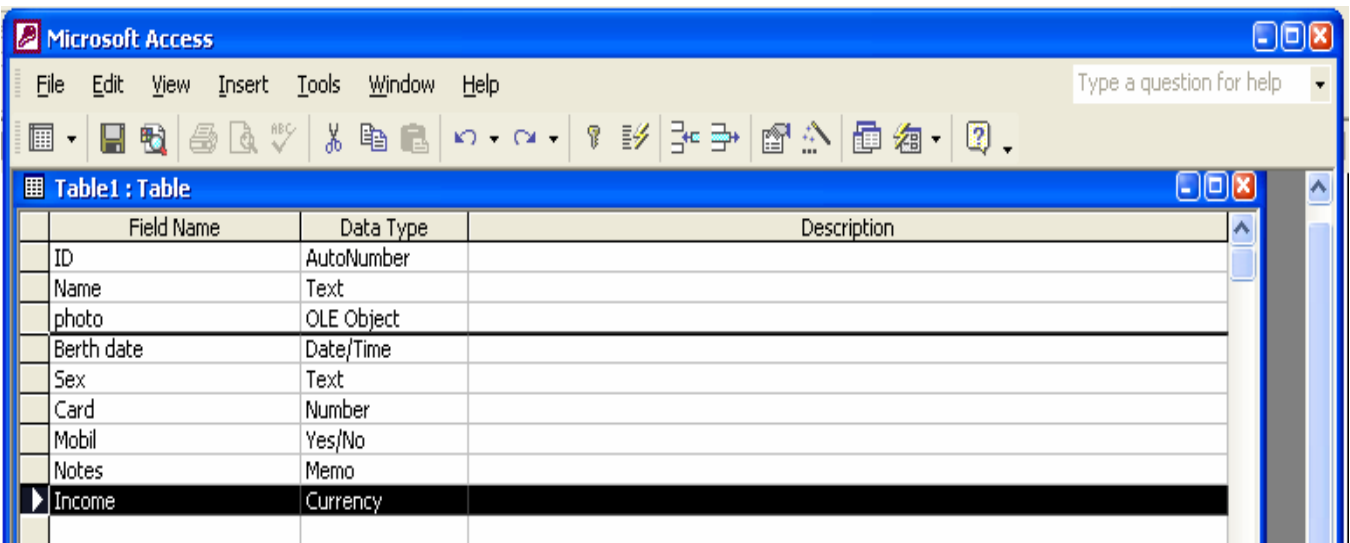 Microsoft Access
File Edit View Insert Tools Window Help Type a question for help
ABC
Table1 : Table
Field Name Data Type Description
ID AutoNumber
Name Text
photo OLE Object
Berth date Date/Time
Sex Text
Card Number
Mobil Yes/No
Notes Memo
Income Currency